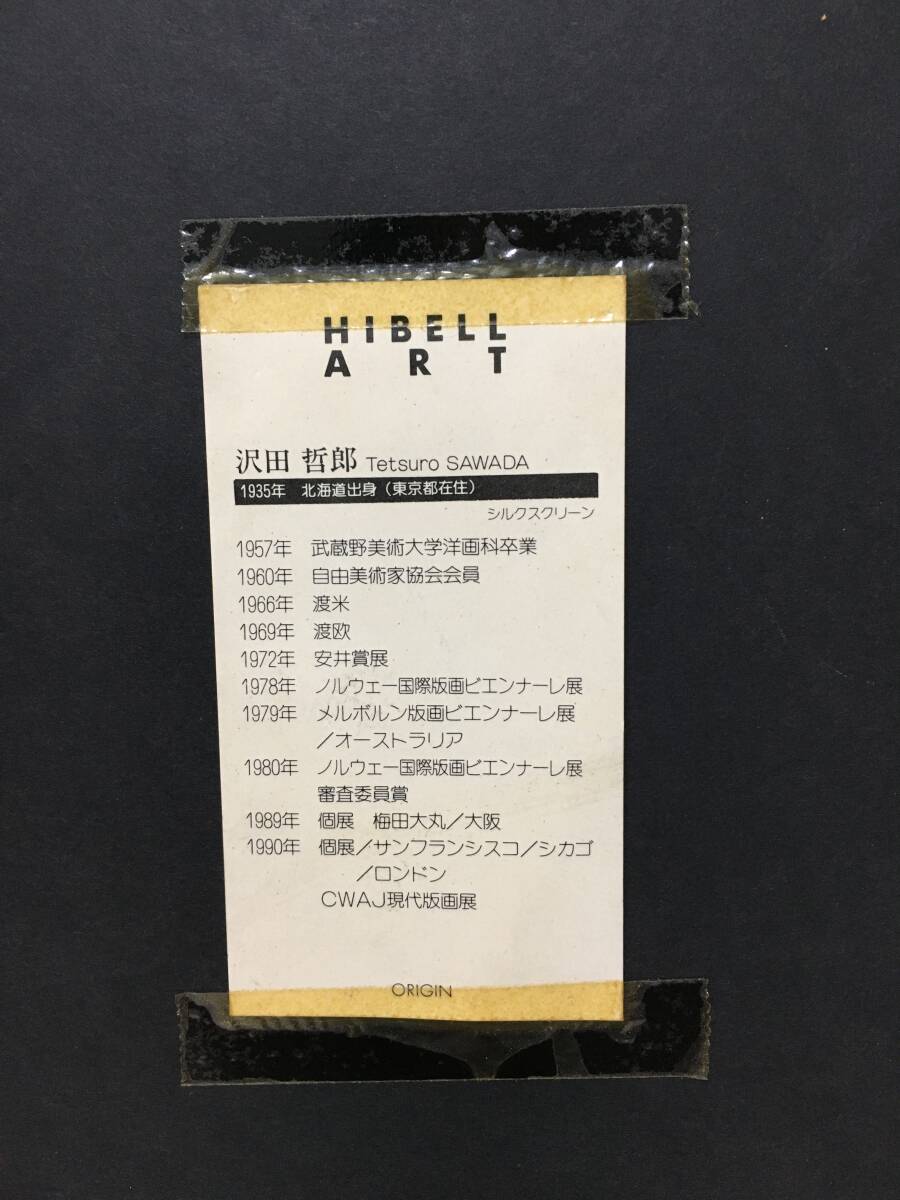 HIBELL
ART
沢田 哲郎 Tetsuro SAWADA
1935年 北海道出身（東京都在住）
シルクスクリーン
1957年 武蔵野美術大学洋画科卒業
1960年 自由美術家協会会員
1966年 渡米
1969年 渡欧
1972年 安井賞展
1978年 ノルウェー国際版画ビエンナーレ展
1979年 メルボルン版画ビエンナーレ展
／オーストラリア
1980年 ノルウェー国際版画ビエンナーレ展
審査委員賞
1989年 個展 梅田大丸／大阪
1990年 個展／サンフランシスコ／シカゴ
／ロンドン
CWAJ現代版画展
ORIGIN